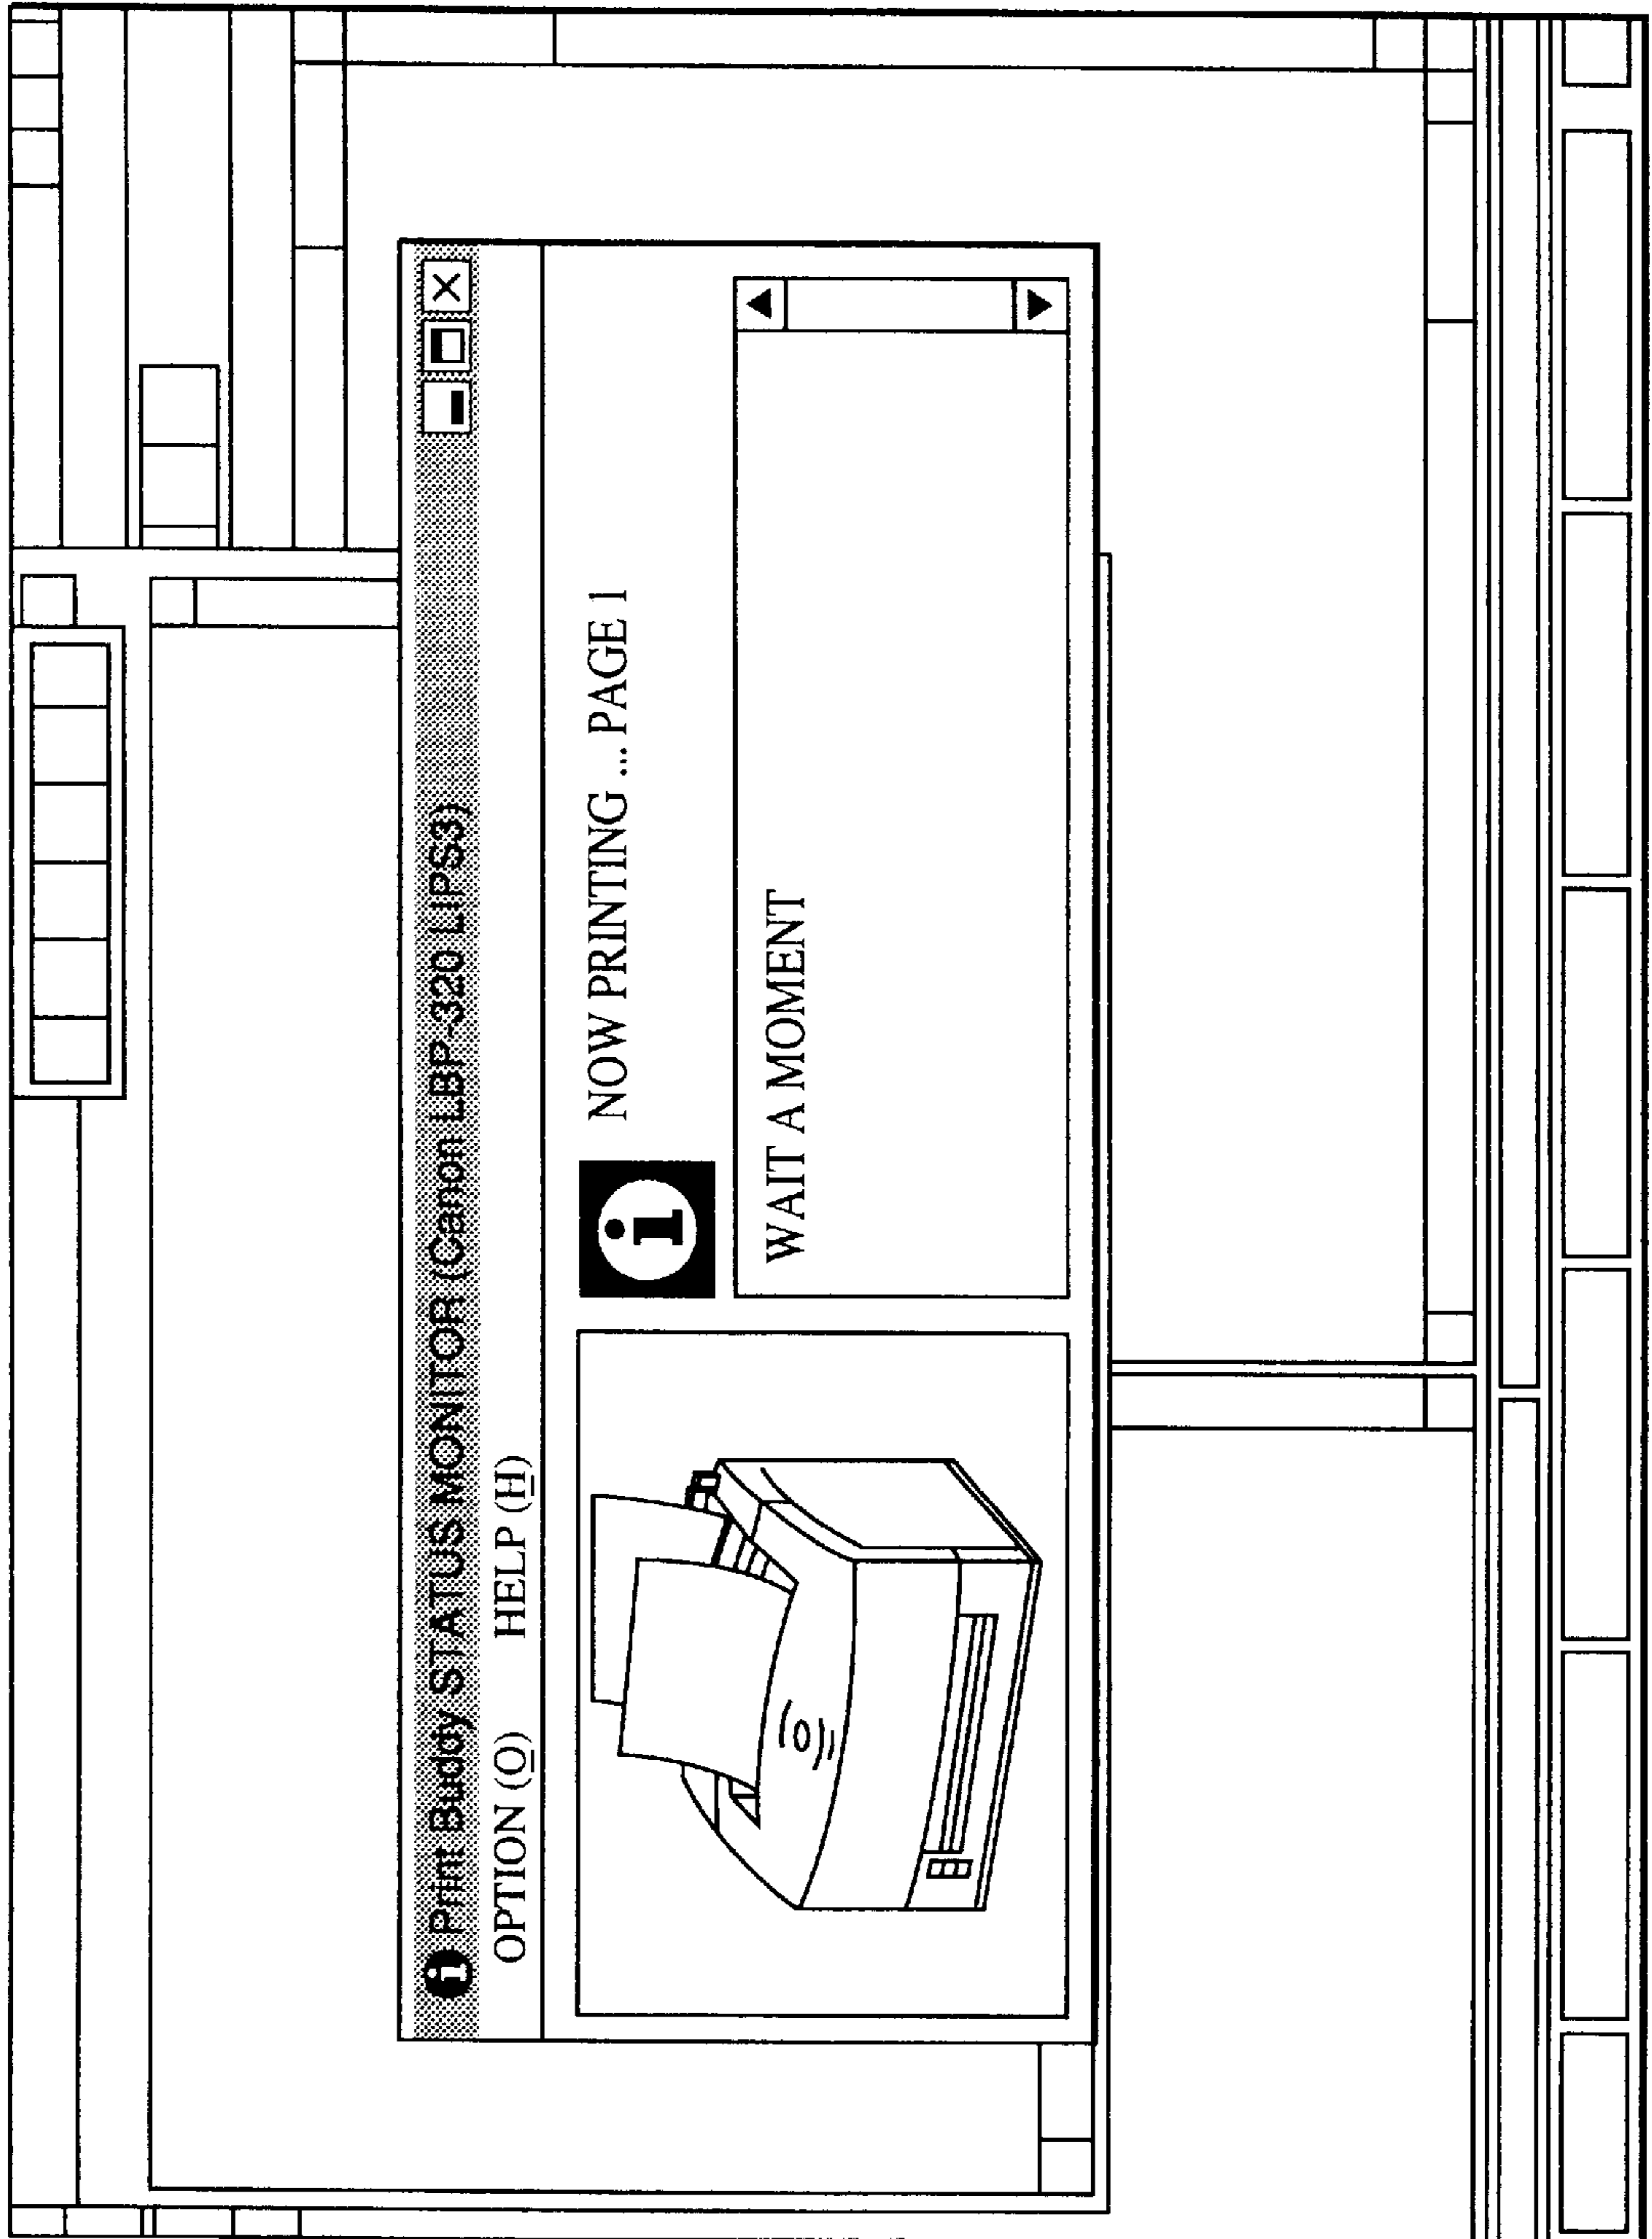 Print Buddy STATUS MONITOR (Canon LBP-320 LIPS3)
OPTION (O) HELP (H)
NOW PRINTING ... PAGE 1
WAIT A MOMENT